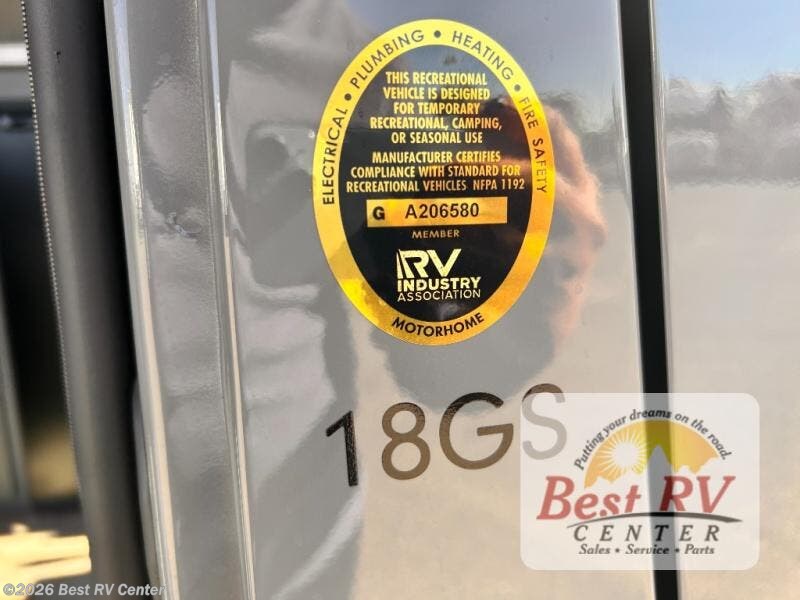 ELECTRICAL • PLUMBING • HEATING • FIRE SAFETY
THIS RECREATIONAL
VEHICLE IS DESIGNED
FOR TEMPORARY
RECREATIONAL, CAMPING,
OR SEASONAL USE
MANUFACTURER CERTIFIES
COMPLIANCE WITH STANDARD FOR
RECREATIONAL VEHICLES NFPA 1192
G A206580
MEMBER
RV
INDUSTRY
ASSOCIATION
MOTORHOME
18GS
Putting your dreams on the road.
Best RV
CENTER
Sales • Service • Parts
©2026 Best RV Center